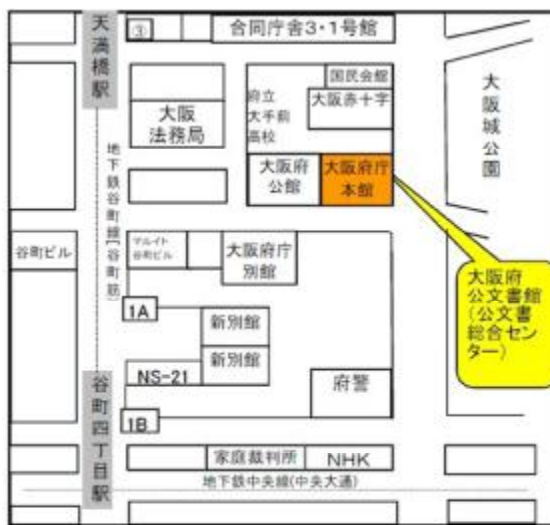 天満橋駅
③
合同庁舎3・1号館
国民会館
大阪赤十字
府立
大手前
高校
大阪
法務局
大阪城公園
大阪府
公館
大阪府庁
本館
地下鉄谷町線(谷町筋)
谷町ビル
マルイト
谷町ビル
大阪府庁
別館
大阪府
公文書館
(公文書
総合セン
ター)
1A
新別館
新別館
NS-21
府警
谷町四丁目駅
1B
家庭裁判所
NHK
地下鉄中央線(中央大通)